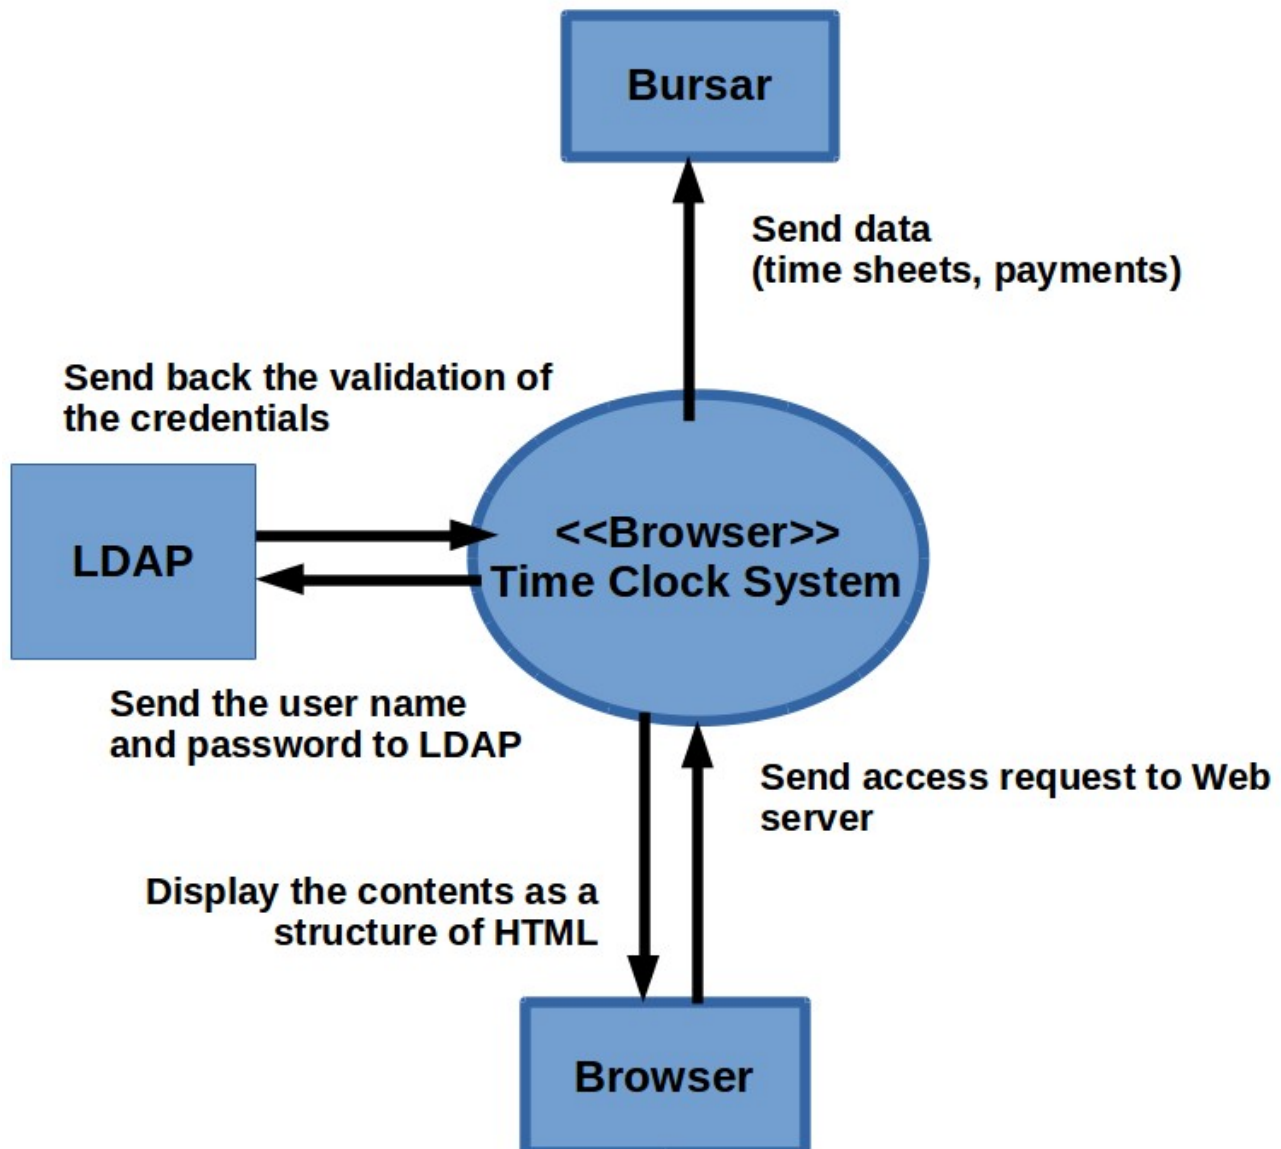 Bursar
Send data
(time sheets, payments)
Send back the validation of
the credentials
LDAP
<<Browser>>
Time Clock System
Send the user name
and password to LDAP
Send access request to Web
server
Display the contents as a
structure of HTML
Browser